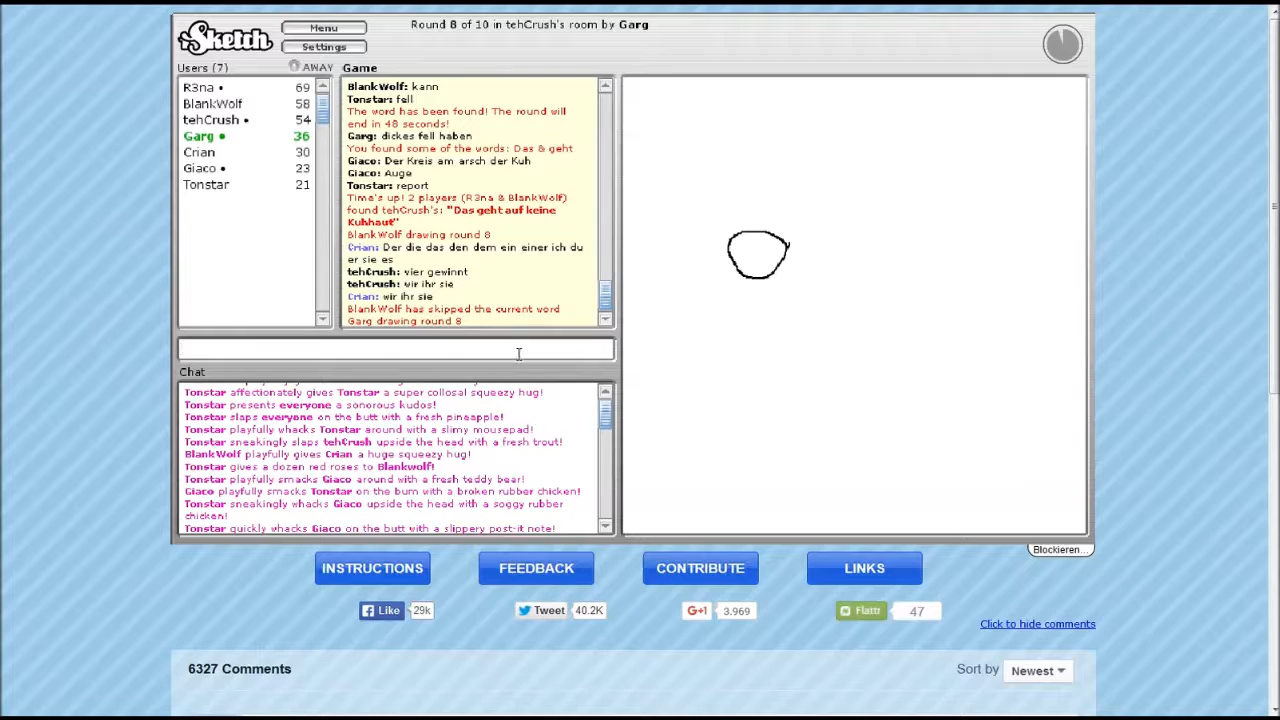 iSketch
Menu
Settings
Round 8 of 10 in tehCrush's room by Garg
Users (7)
AWAY
R3na • 69
BlankWolf 58
tehCrush • 54
Garg • 36
Crian 30
Giaco • 23
Tonstar 21
Game
BlankWolf: kann
Tonstar: fell
The word has been found! The round will
end in 48 seconds!
Garg: dickes fell haben
You found some of the words: Das & geht
Giaco: Der Kreis am arsch der Kuh
Giaco: Auge
Tonstar: report
Time's up! 2 players (R3na & BlankWolf)
found tehCrush's: "Das geht auf keine
Kuhhaut"
BlankWolf drawing round 8
Crian: Der die das den dem ein einer ich du
er sie es
tehCrush: vier gewinnt
tehCrush: wir ihr sie
Crian: wir ihr sie
BlankWolf has skipped the current word
Garg drawing round 8
Chat
Tonstar affectionately gives Tonstar a super collosal squeezy hug!
Tonstar presents everyone a sonorous kudos!
Tonstar slaps everyone on the butt with a fresh pineapple!
Tonstar playfully whacks Tonstar around with a slimy mousepad!
Tonstar sneakingly slaps tehCrush upside the head with a fresh trout!
BlankWolf playfully gives Crian a huge squeezy hug!
Tonstar gives a dozen red roses to Blankwolf!
Tonstar playfully smacks Giaco around with a fresh teddy bear!
Giaco playfully smacks Tonstar on the bum with a broken rubber chicken!
Tonstar sneakingly whacks Giaco upside the head with a soggy rubber
chicken!
Tonstar quickly whacks Giaco on the butt with a slippery post-it note!
Blockieren...
INSTRUCTIONS
FEEDBACK
CONTRIBUTE
LINKS
Like 29k
Tweet 40.2K
G+1 3.969
Flattr 47
Click to hide comments
6327 Comments
Sort by Newest